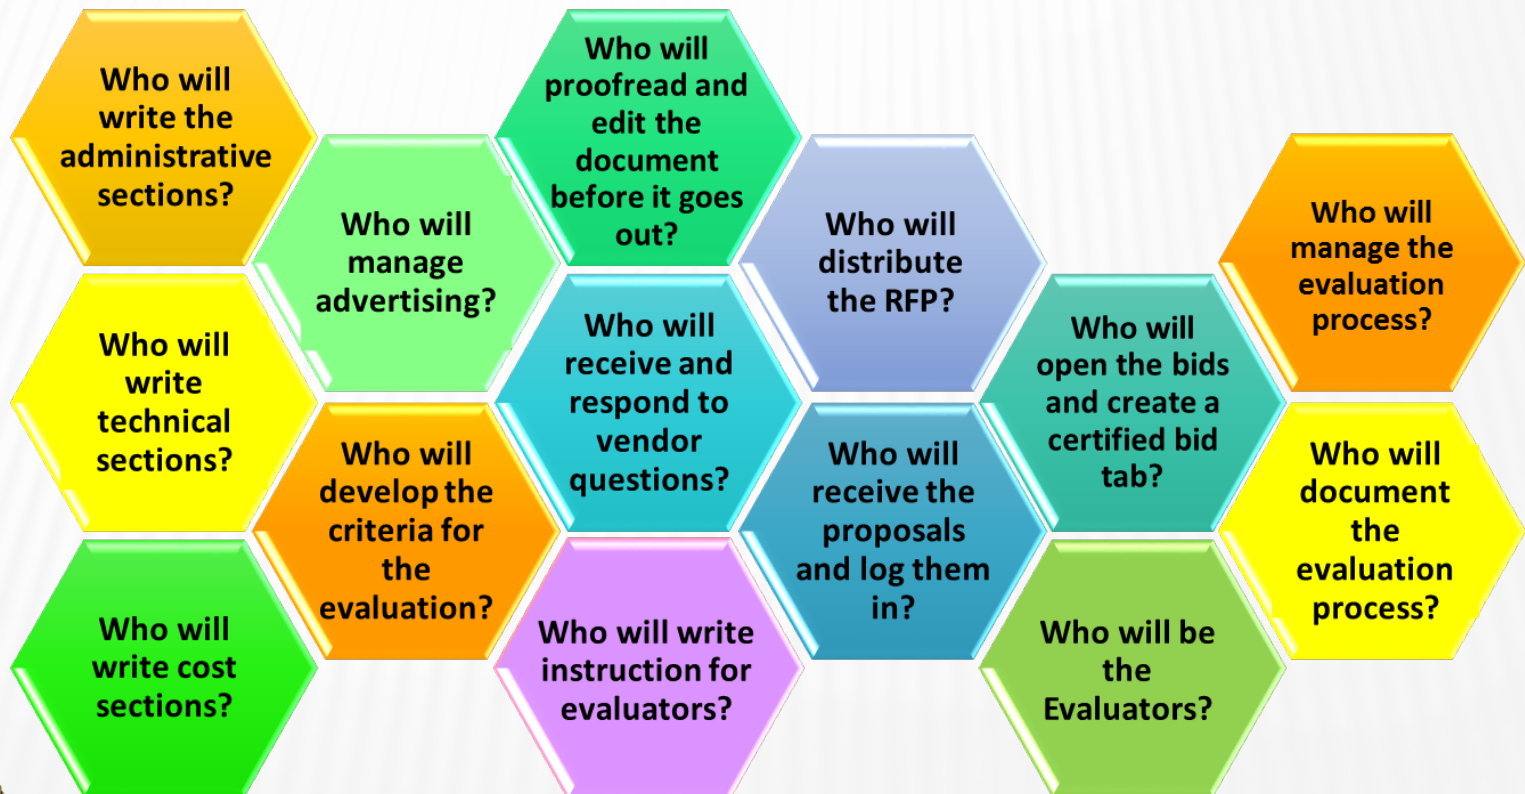 Who will
write the
administrative
sections?
Who will
write
technical
sections?
Who will
write cost
sections?
Who will
manage
advertising?
Who will
develop the
criteria for
the
evaluation?
Who will
proofread and
edit the
document
before it goes
out?
Who will
receive and
respond to
vendor
questions?
Who will write
instruction for
evaluators?
Who will
distribute
the RFP?
Who will
receive the
proposals
and log them
in?
Who will
open the bids
and create a
certified bid
tab?
Who will be
the
Evaluators?
Who will
manage the
evaluation
process?
Who will
document
the
evaluation
process?